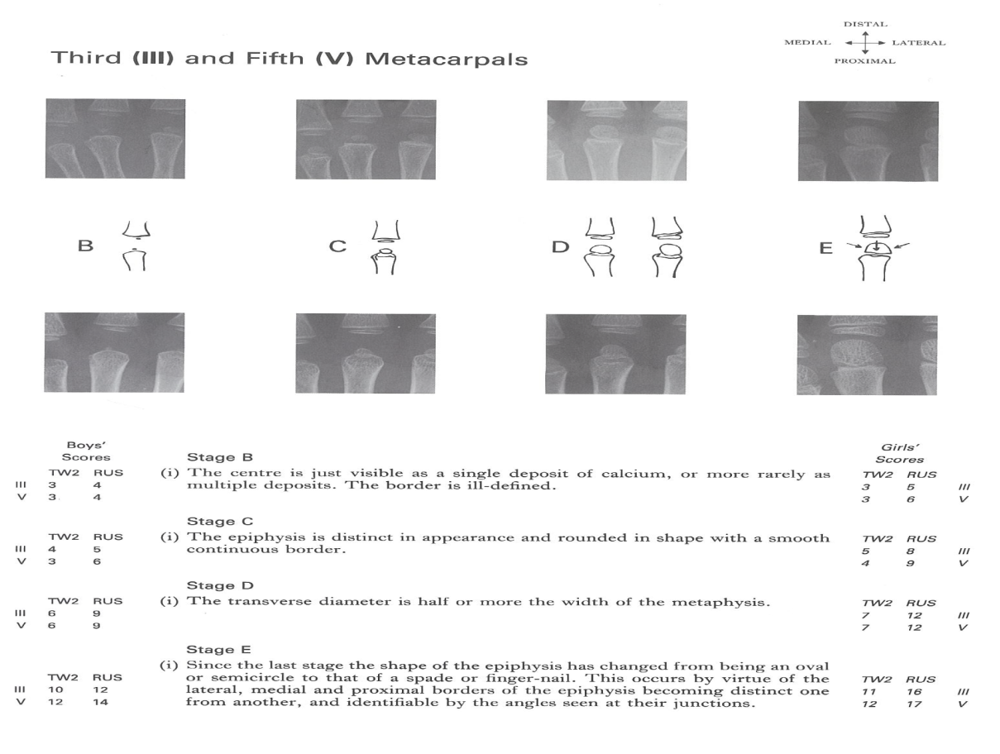 DISTAL
MEDIAL LATERAL
PROXIMAL
Third (III) and Fifth (V) Metacarpals
B C D E
Boys' Scores
Girls' Scores
Stage B
TW2 RUS (i) The centre is just visible as a single deposit of calcium, or more rarely as TW2 RUS
III 3 4 multiple deposits. The border is ill-defined. 3 5 III
V 3 4 3 6 V
Stage C
TW2 RUS (i) The epiphysis is distinct in appearance and rounded in shape with a smooth TW2 RUS
III 4 5 continuous border. 5 8 III
V 3 6 4 9 V
Stage D
TW2 RUS (i) The transverse diameter is half or more the width of the metaphysis. TW2 RUS
III 6 9 7 12 III
V 6 9 7 12 V
Stage E
(i) Since the last stage the shape of the epiphysis has changed from being an oval
TW2 RUS or semicircle to that of a spade or finger-nail. This occurs by virtue of the TW2 RUS
III 10 12 lateral, medial and proximal borders of the epiphysis becoming distinct one 11 16 III
V 12 14 from another, and identifiable by the angles seen at their junctions. 12 17 V